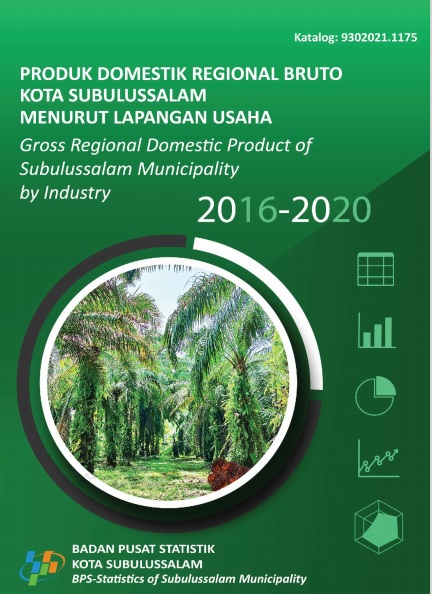 Katalog: 9302021.1175
PRODUK DOMESTIK REGIONAL BRUTO
KOTA SUBULUSSALAM
MENURUT LAPANGAN USAHA
Gross Regional Domestic Product of
Subulussalam Municipality
by Industry
2016-2020
BADAN PUSAT STATISTIK
KOTA SUBULUSSALAM
BPS-Statistics of Subulussalam Municipality